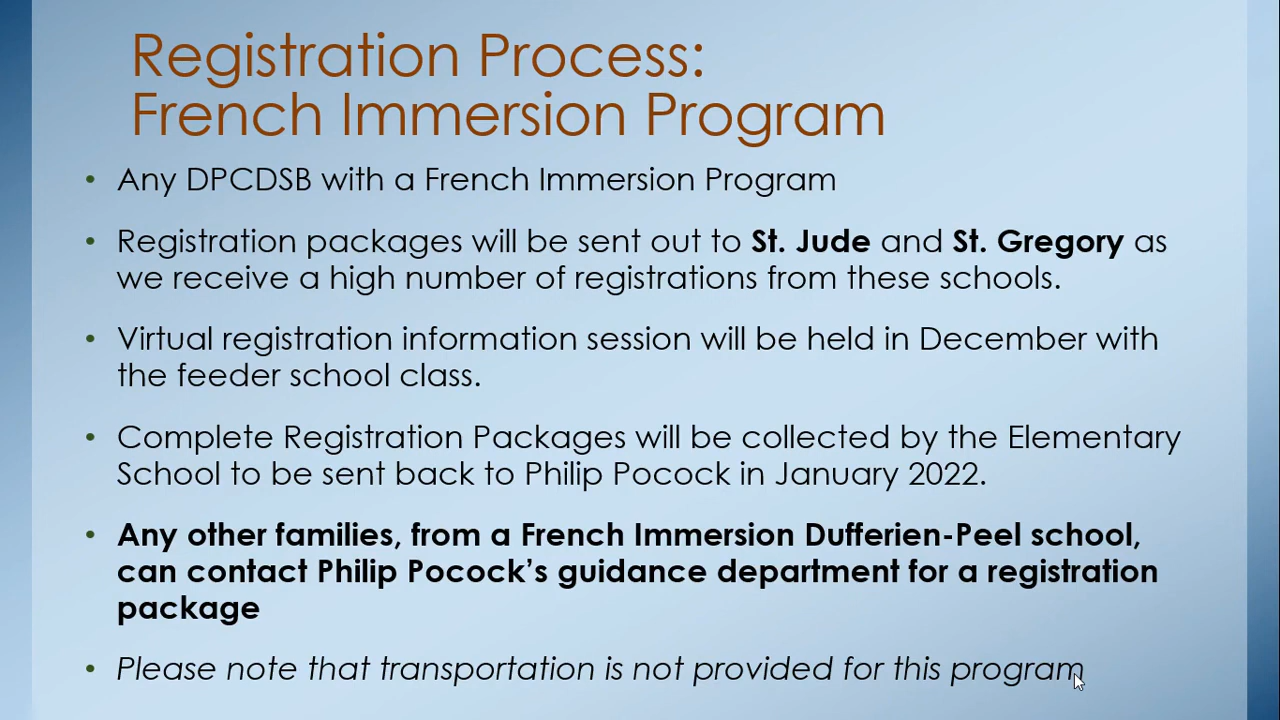 Registration Process:
French Immersion Program
• Any DPCDSB with a French Immersion Program
• Registration packages will be sent out to St. Jude and St. Gregory as
we receive a high number of registrations from these schools.
• Virtual registration information session will be held in December with
the feeder school class.
• Complete Registration Packages will be collected by the Elementary
School to be sent back to Philip Pocock in January 2022.
• Any other families, from a French Immersion Dufferien-Peel school,
can contact Philip Pocock’s guidance department for a registration
package
• Please note that transportation is not provided for this program